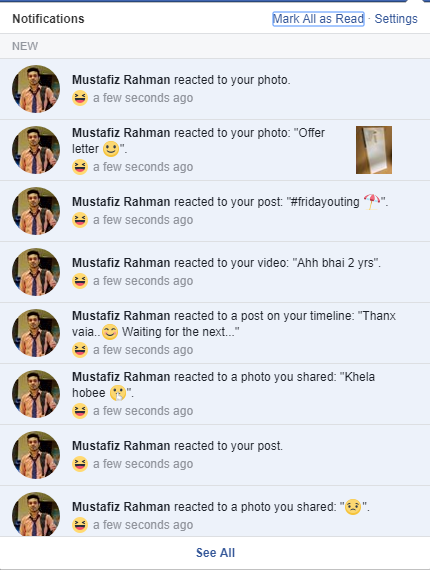 Notifications
Mark All as Read · Settings
NEW
Mustafiz Rahman reacted to your photo.
😆 a few seconds ago
Mustafiz Rahman reacted to your photo: "Offer
letter 🙂".
😆 a few seconds ago
Mustafiz Rahman reacted to your post: "#fridayouting ⛱️".
😆 a few seconds ago
Mustafiz Rahman reacted to your video: "Ahh bhai 2 yrs".
😆 a few seconds ago
Mustafiz Rahman reacted to a post on your timeline: "Thanx
vaia..😊 Waiting for the next..."
😆 a few seconds ago
Mustafiz Rahman reacted to a photo you shared: "Khela
hobee 😤".
😆 a few seconds ago
Mustafiz Rahman reacted to your post.
😆 a few seconds ago
Mustafiz Rahman reacted to a photo you shared: "😒".
😆 a few seconds ago
See All